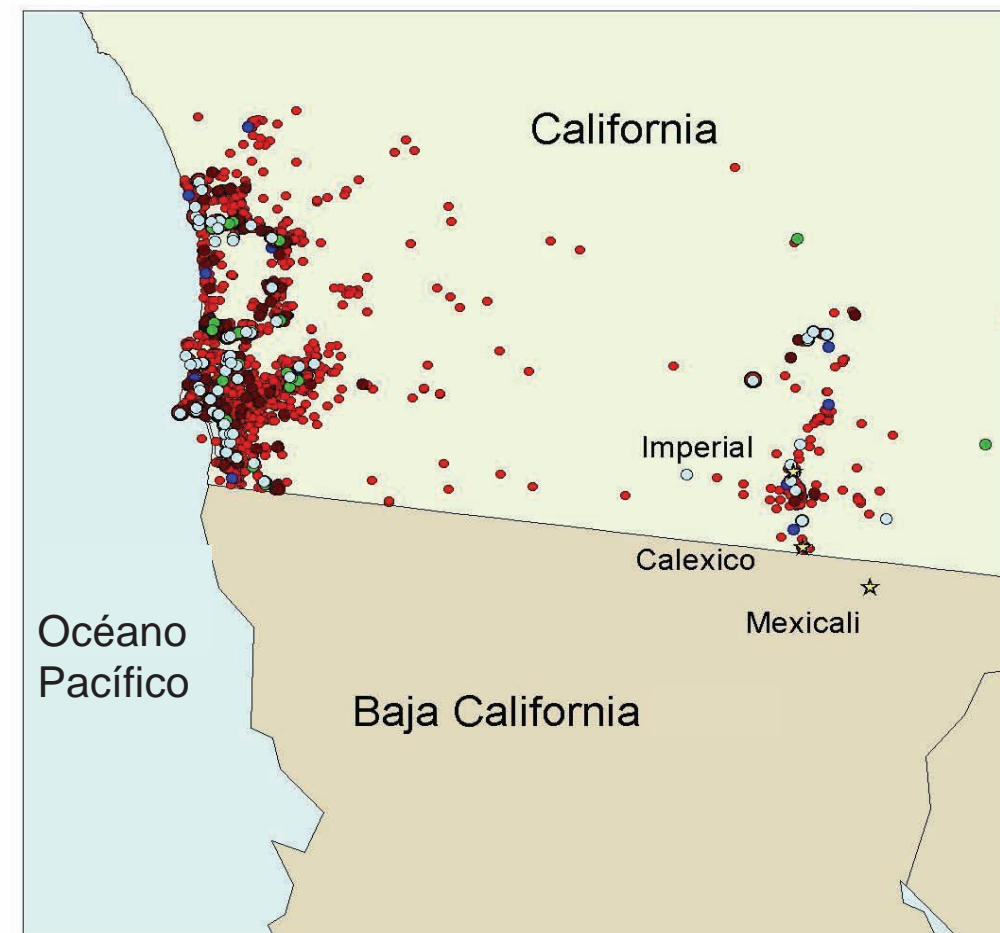 California
Imperial
Calexico
Mexicali
Océano
Pacífico
Baja California